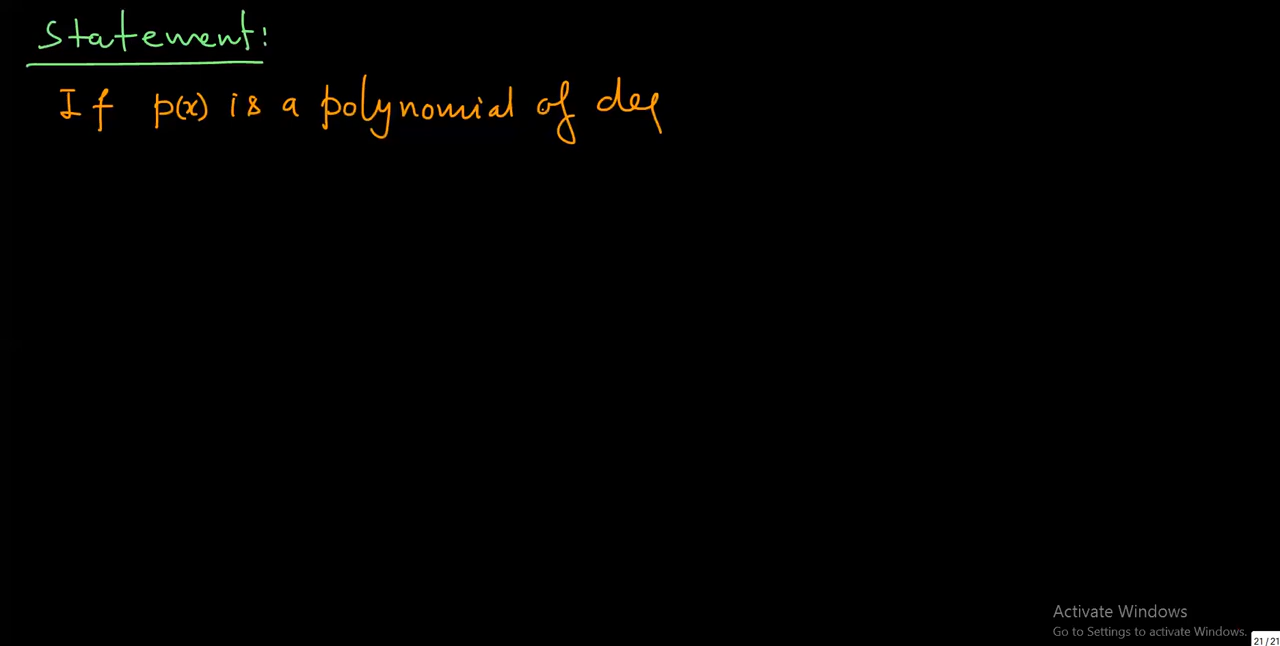 Statement:
If p(x) is a polynomial of deg
Activate Windows
Go to Settings to activate Windows.
21 / 21